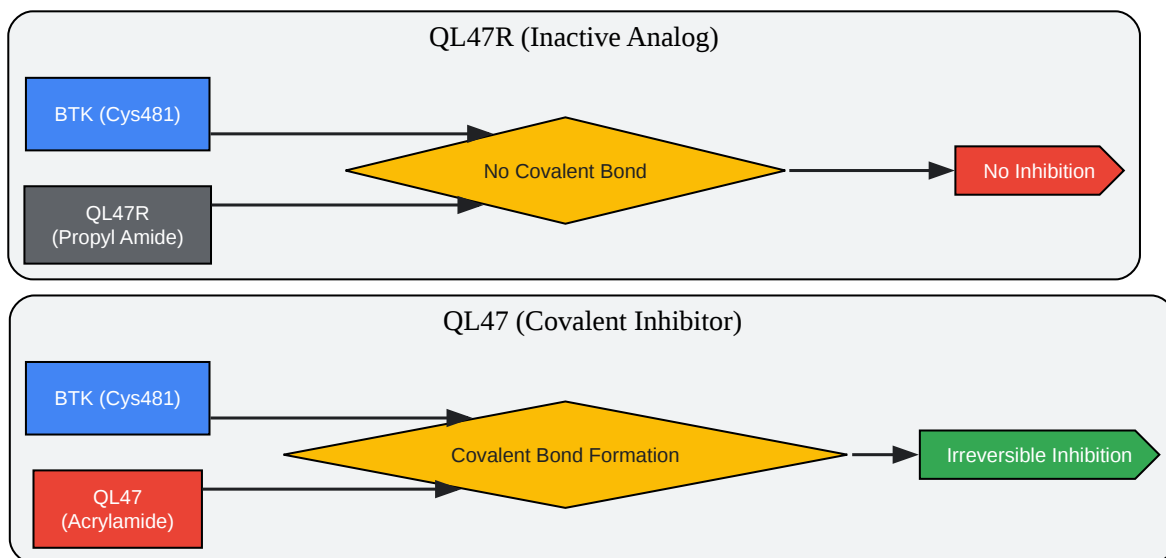 QL47R (Inactive Analog)
BTK (Cys481)
No Covalent Bond
No Inhibition
QL47R
(Propyl Amide)
QL47 (Covalent Inhibitor)
BTK (Cys481)
Covalent Bond Formation
Irreversible Inhibition
QL47
(Acrylamide)